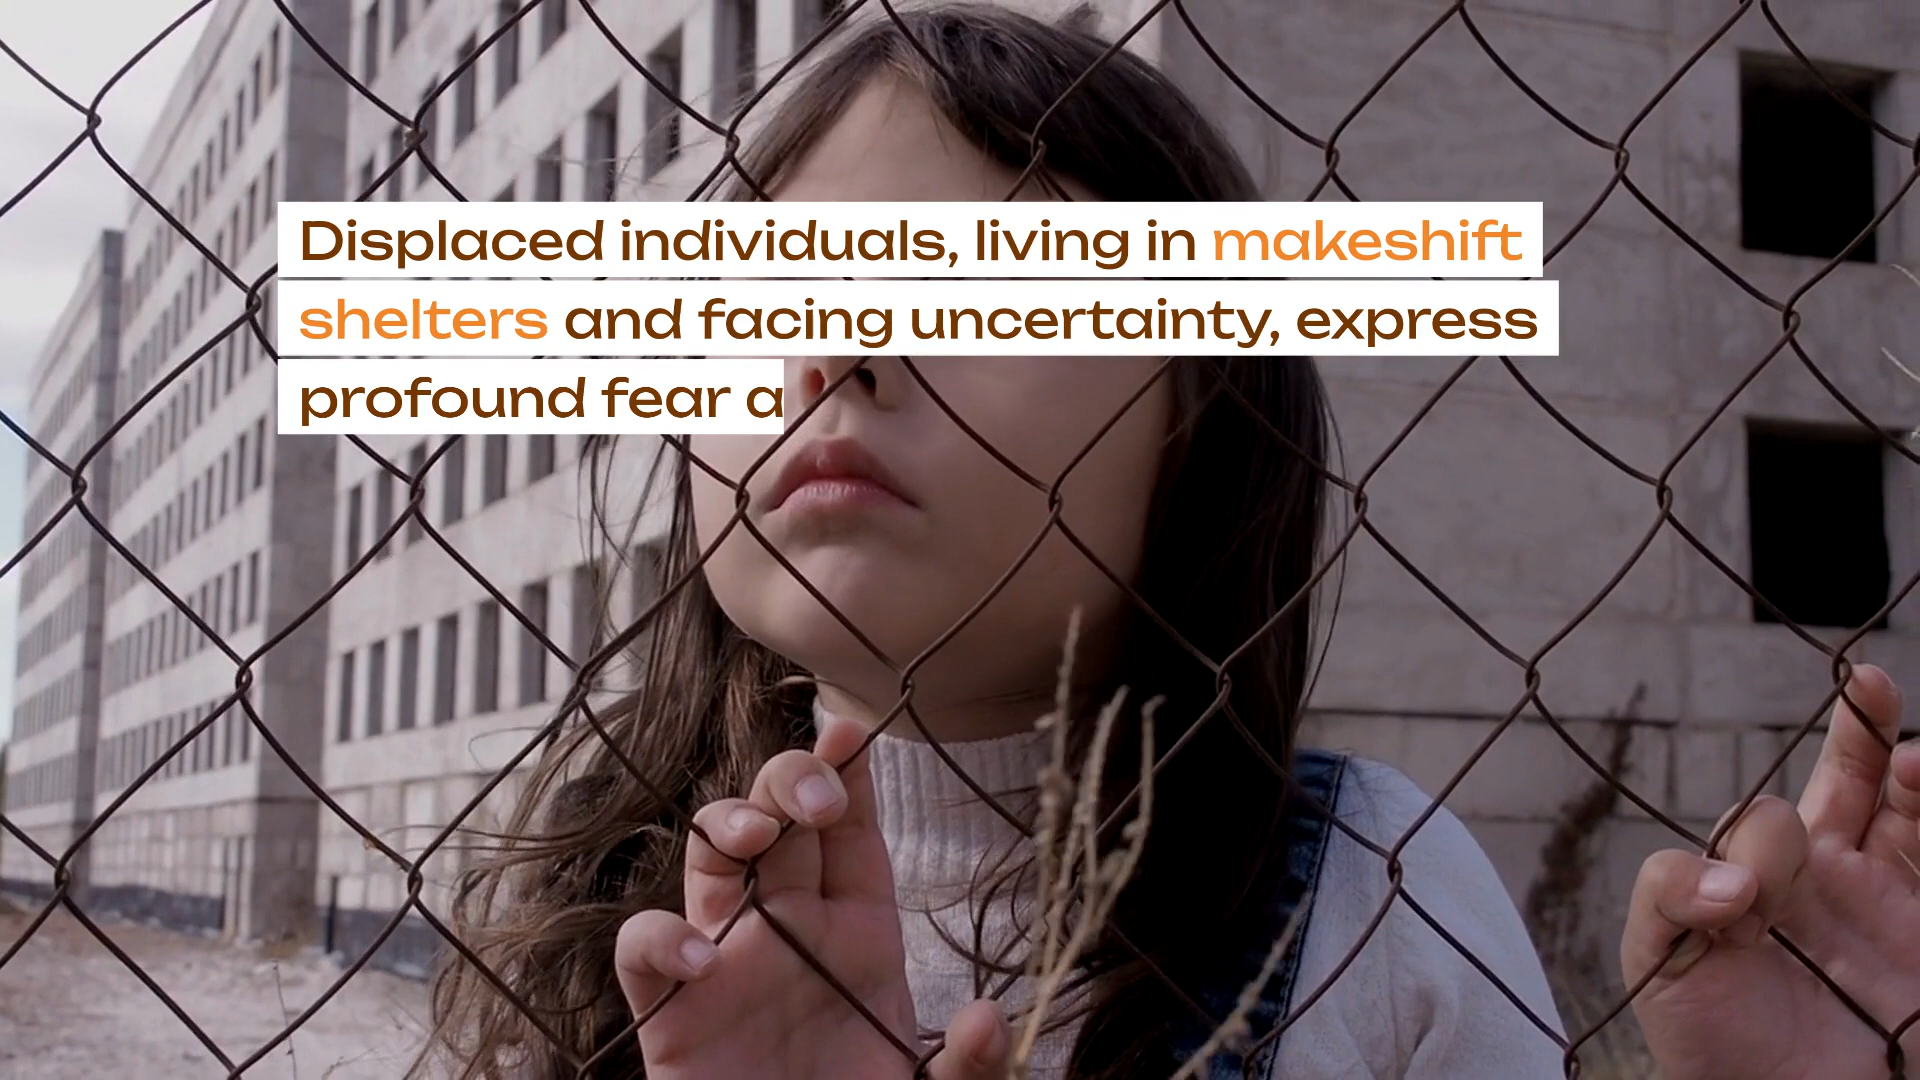 Displaced individuals, living in makeshift
shelters and facing uncertainty, express
profound fear a